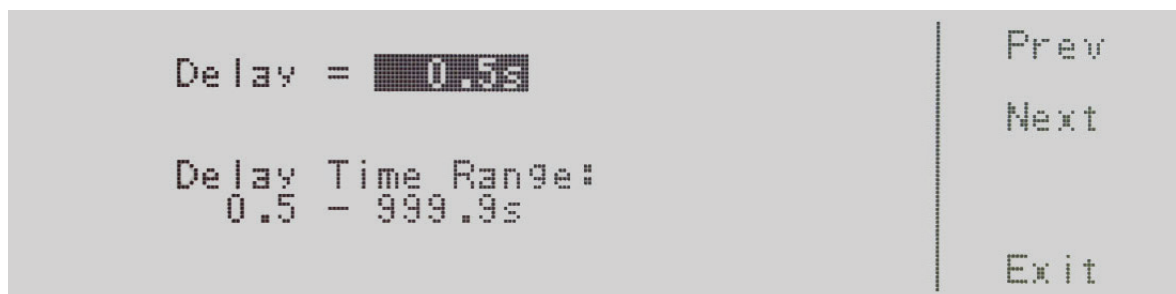 Delay = 0.5s
Delay Time Range:
0.5 - 999.9s
Prev
Next
Exit